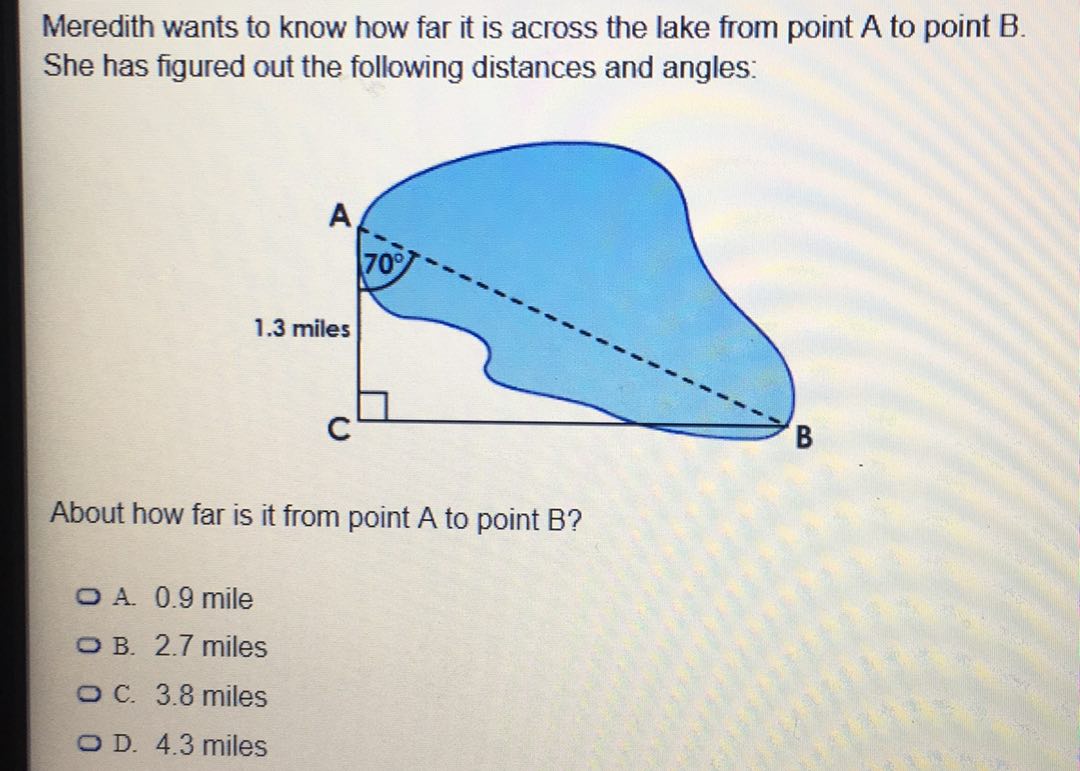 Meredith wants to know how far it is across the lake from point A to point B.
She has figured out the following distances and angles:
A
70°
1.3 miles
C
B
About how far is it from point A to point B?
A. 0.9 mile
B. 2.7 miles
C. 3.8 miles
D. 4.3 miles